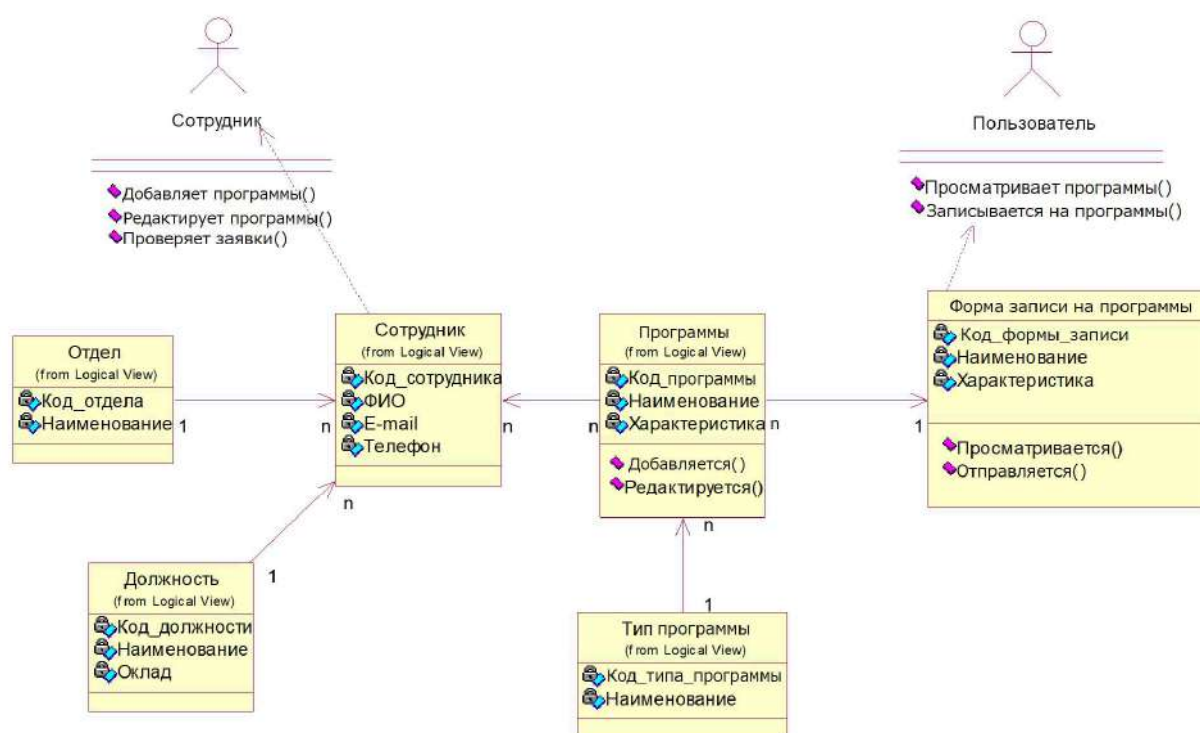 Сотрудник
Добавляет программы()
Редактирует программы()
Проверяет заявки()
Пользователь
Просматривает программы()
Записывается на программы()
Отдел
(from Logical View)
Код_отдела
Наименование
1
n
Сотрудник
(from Logical View)
Код_сотрудника
ФИО
E-mail
Телефон
n
n
n
Программы
(from Logical View)
Код_программы
Наименование
Характеристика
Добавляется()
Редактируется()
n
1
n
Форма записи на программы
Код_формы_записи
Наименование
Характеристика
Просматривается()
Отправляется()
Должность
(from Logical View)
Код_должности
Наименование
Оклад
1
1
Тип программы
(from Logical View)
Код_типа_программы
Наименование